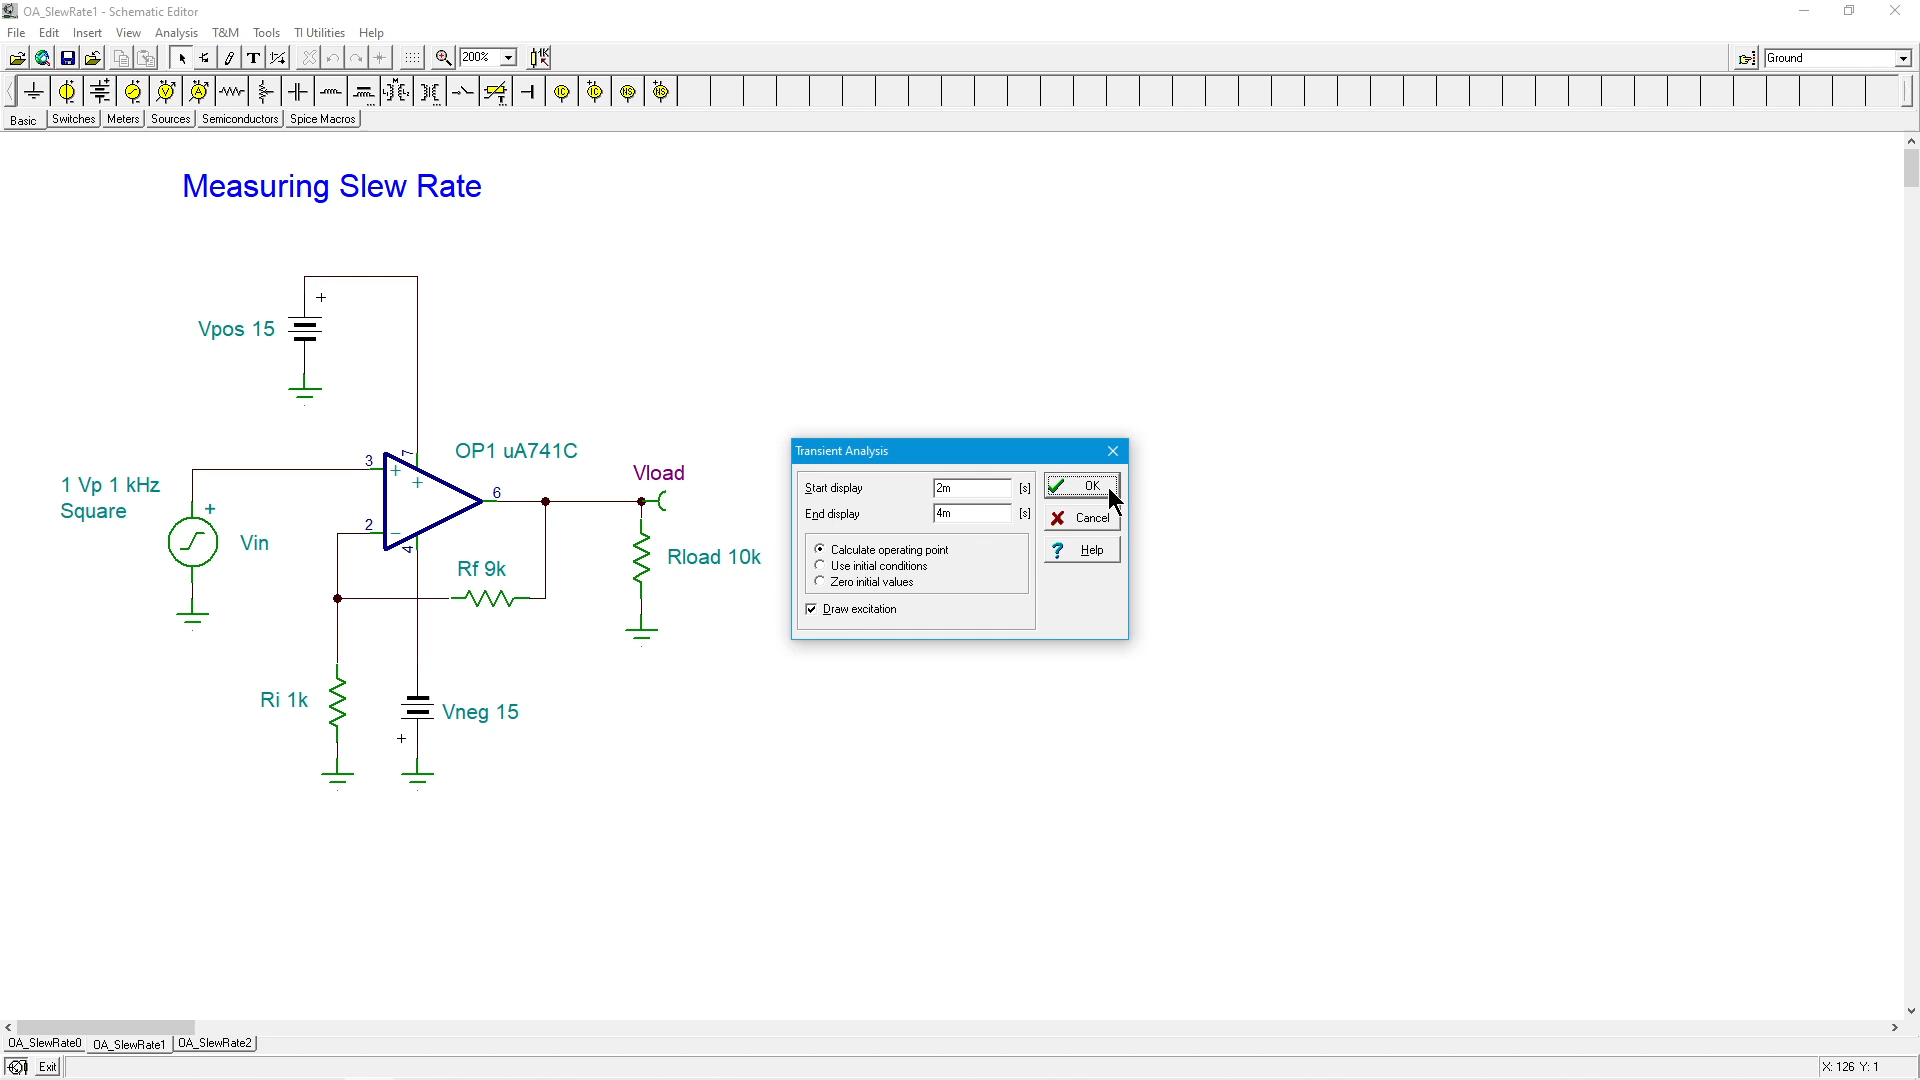 OA_SlewRate1 - Schematic Editor
File Edit Insert View Analysis T&M Tools TI Utilities Help
200%
1K
Ground
Basic Switches Meters Sources Semiconductors Spice Macros
Measuring Slew Rate
+
Vpos 15
OP1 uA741C
3
7
+
+
Vload
1 Vp 1 kHz
Square
6
+
2
Vin
4
Rload 10k
Rf 9k
Ri 1k
Vneg 15
+
Transient Analysis
Start display 2m [s]
End display 4m [s]
Calculate operating point
Use initial conditions
Zero initial values
Draw excitation
OK
Cancel
? Help
OA_SlewRate0 OA_SlewRate1 OA_SlewRate2
Exit
X: 126 Y: 1